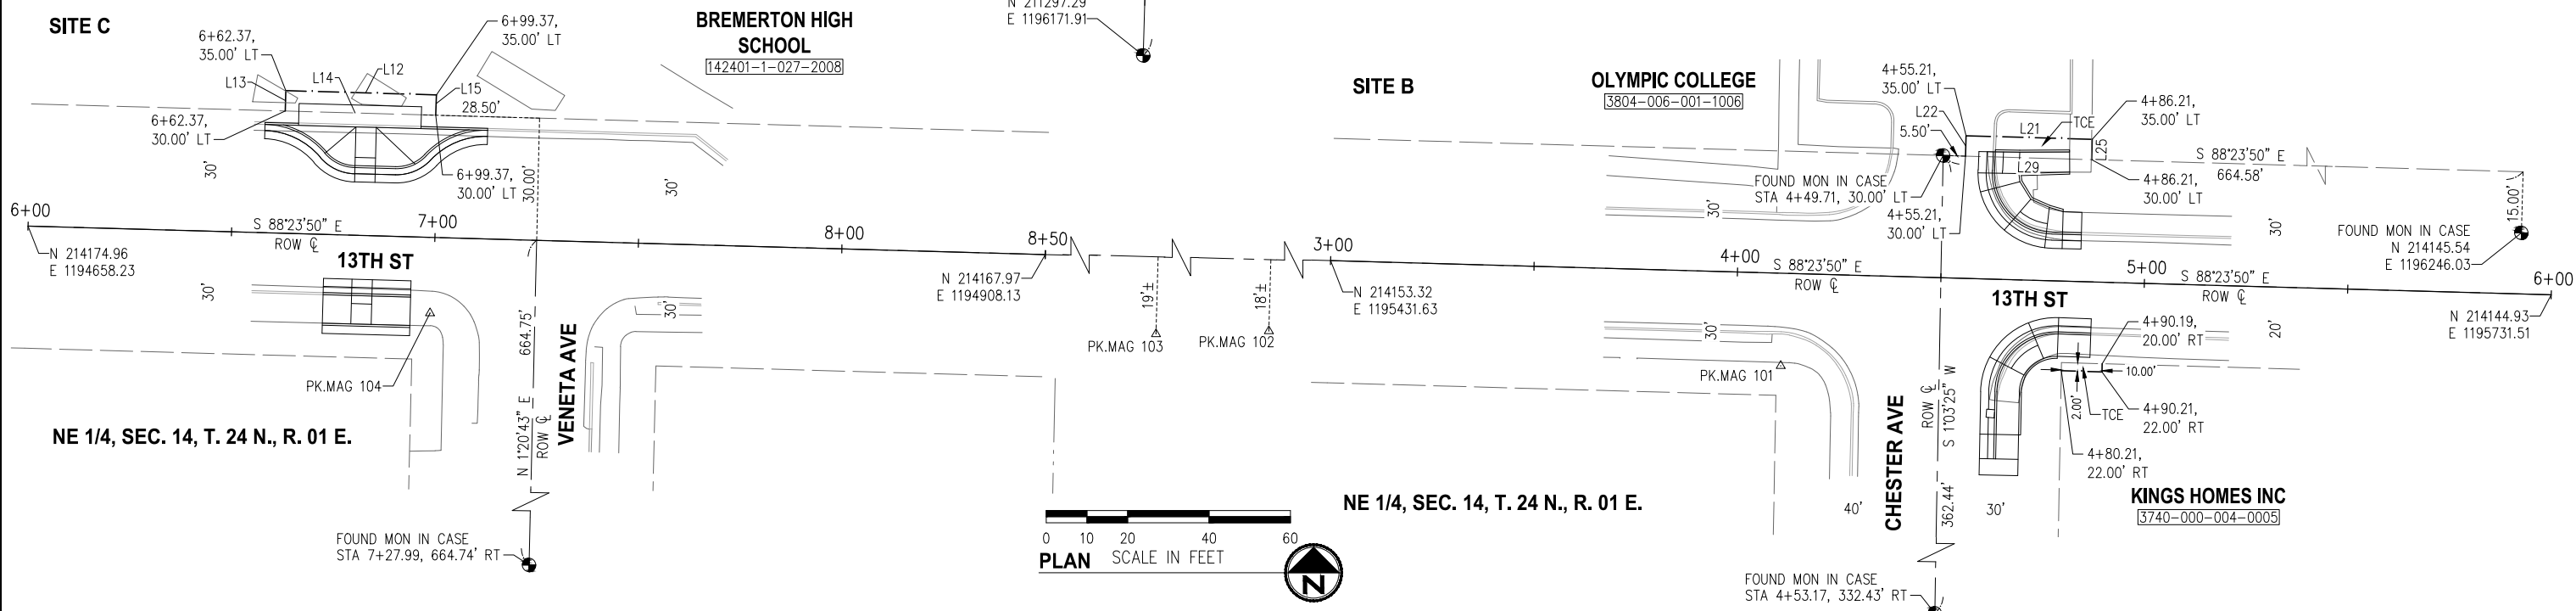 SITE C
6+62.37,
35.00' LT
L13
L14
L12
6+99.37,
35.00' LT
L15
28.50'
BREMERTON HIGH
SCHOOL
142401-1-027-2008
N 211297.29
E 1196171.91
6+62.37,
30.00' LT
6+99.37,
30.00' LT
30.00'
30'
30'
6+00
S 88°23'50" E
ROW ℄
7+00
8+00
8+50
N 214174.96
E 1194658.23
13TH ST
N 214167.97
E 1194908.13
30'
30'
PK.MAG 104
664.75'
N 1°20'43" E
ROW ℄
VENETA AVE
NE 1/4, SEC. 14, T. 24 N., R. 01 E.
FOUND MON IN CASE
STA 7+27.99, 664.74' RT
19'±
PK.MAG 103
18'±
PK.MAG 102
0 10 20 40 60
PLAN SCALE IN FEET
N
SITE B
OLYMPIC COLLEGE
3804-006-001-1006
4+55.21,
35.00' LT
L22
5.50'
L21
TCE
4+86.21,
35.00' LT
L25
L29
S 88°23'50" E
664.58'
4+86.21,
30.00' LT
FOUND MON IN CASE
STA 4+49.71, 30.00' LT
4+55.21,
30.00' LT
30'
30'
15.00'
FOUND MON IN CASE
N 214145.54
E 1196246.03
3+00
4+00
S 88°23'50" E
ROW ℄
5+00
S 88°23'50" E
ROW ℄
6+00
N 214153.32
E 1195431.63
13TH ST
N 214144.93
E 1195731.51
30'
20'
PK.MAG 101
4+90.19,
20.00' RT
10.00'
2.00'
TCE
4+90.21,
22.00' RT
4+80.21,
22.00' RT
CHESTER AVE
ROW ℄
S 1°03'25" W
362.44'
40'
30'
KINGS HOMES INC
3740-000-004-0005
NE 1/4, SEC. 14, T. 24 N., R. 01 E.
FOUND MON IN CASE
STA 4+53.17, 332.43' RT